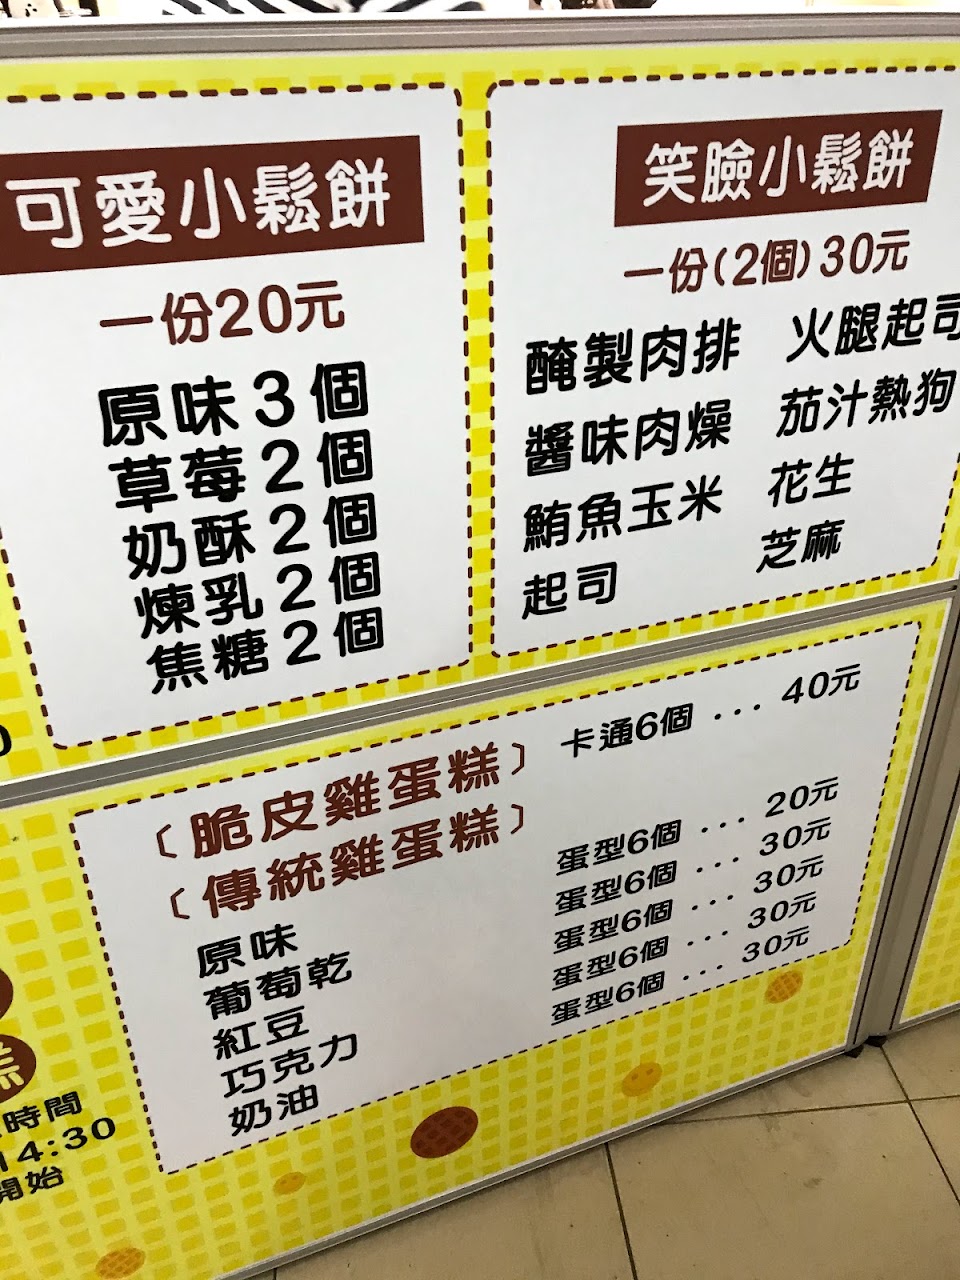 可愛小鬆餅
一份20元
原味3個
草莓2個
奶酥2個
煉乳2個
焦糖2個
笑臉小鬆餅
一份(2個)30元
醃製肉排 火腿起司
醬味肉燥 茄汁熱狗
鮪魚玉米 花生
起司 芝麻
〔脆皮雞蛋糕〕 卡通6個 ... 40元
〔傳統雞蛋糕〕
原味 蛋型6個 ... 20元
葡萄乾 蛋型6個 ... 30元
紅豆 蛋型6個 ... 30元
巧克力 蛋型6個 ... 30元
奶油 蛋型6個 ... 30元
糕
時間
14:30
開始